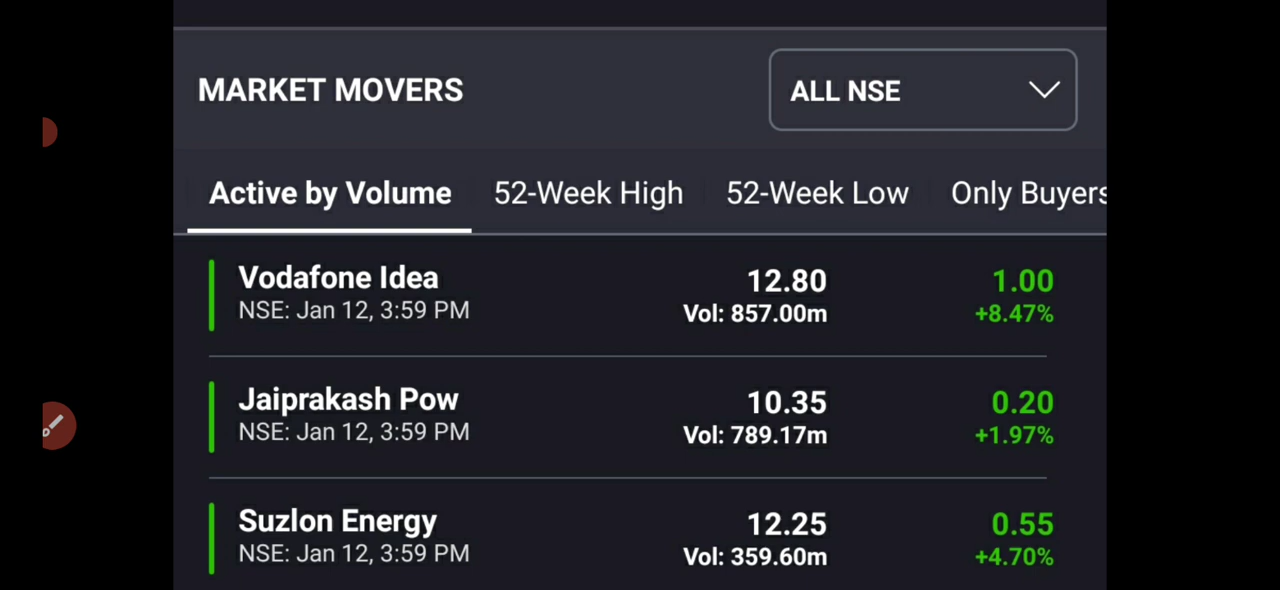 MARKET MOVERS
ALL NSE
Active by Volume 52-Week High 52-Week Low Only Buyers
Vodafone Idea 12.80 1.00
NSE: Jan 12, 3:59 PM Vol: 857.00m +8.47%
Jaiprakash Pow 10.35 0.20
NSE: Jan 12, 3:59 PM Vol: 789.17m +1.97%
Suzlon Energy 12.25 0.55
NSE: Jan 12, 3:59 PM Vol: 359.60m +4.70%